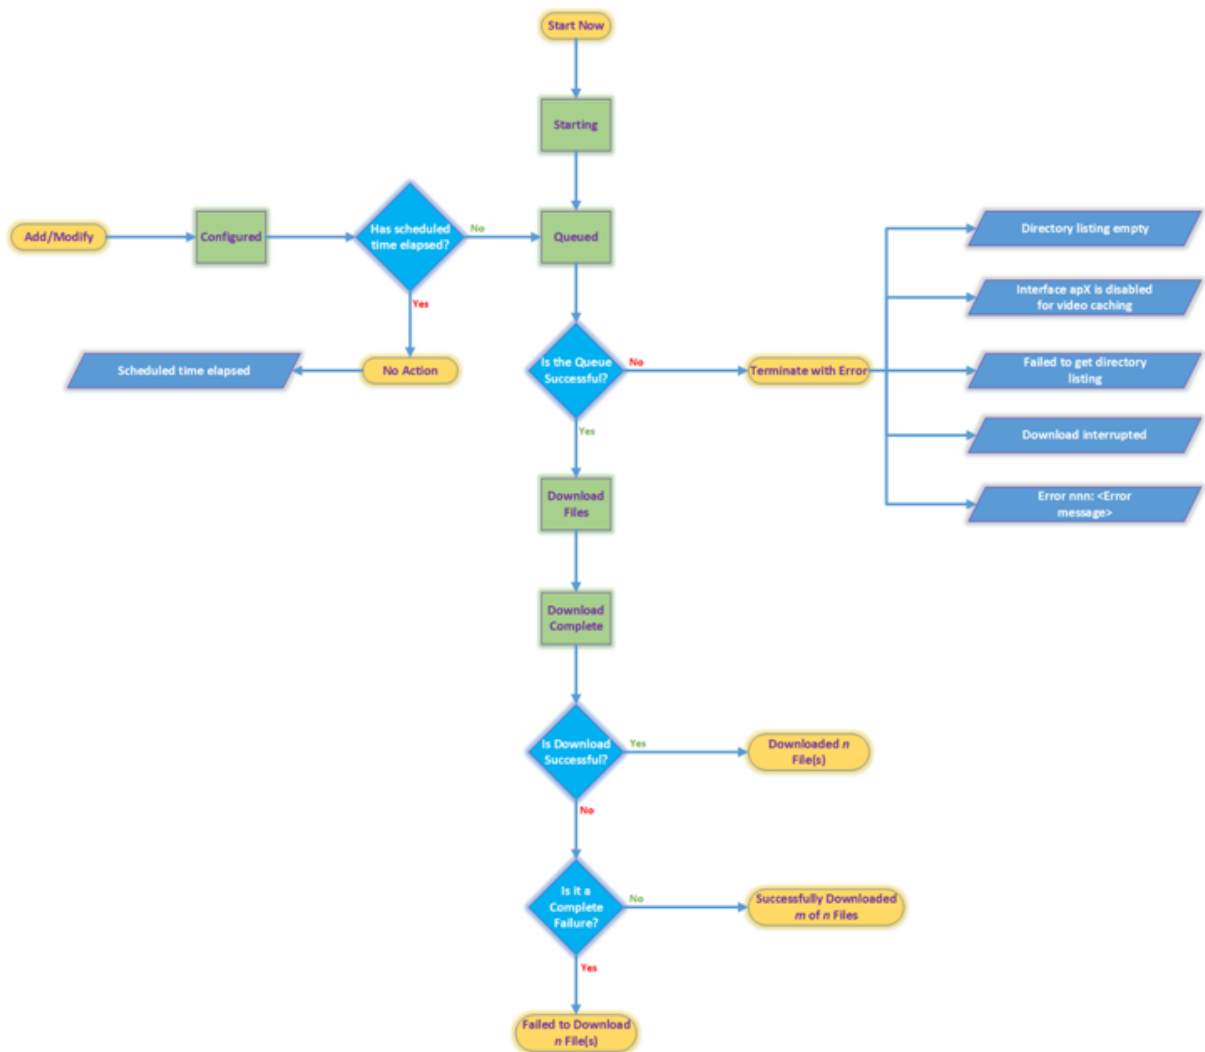 Start Now
Starting
Add/Modify
Configured
Has scheduled
time elapsed?
No
Queued
Directory listing empty
Interface apX is disabled
for video caching
Yes
Scheduled time elapsed
No Action
Is the Queue
Successful?
No
Terminate with Error
Failed to get directory
listing
Yes
Download interrupted
Download
Files
Error nnn: <Error
message>
Download
Complete
Is Download
Successful?
Yes
Downloaded n
File(s)
No
Is it a
Complete
Failure?
No
Successfully Downloaded
m of n Files
Yes
Failed to Download
n File(s)